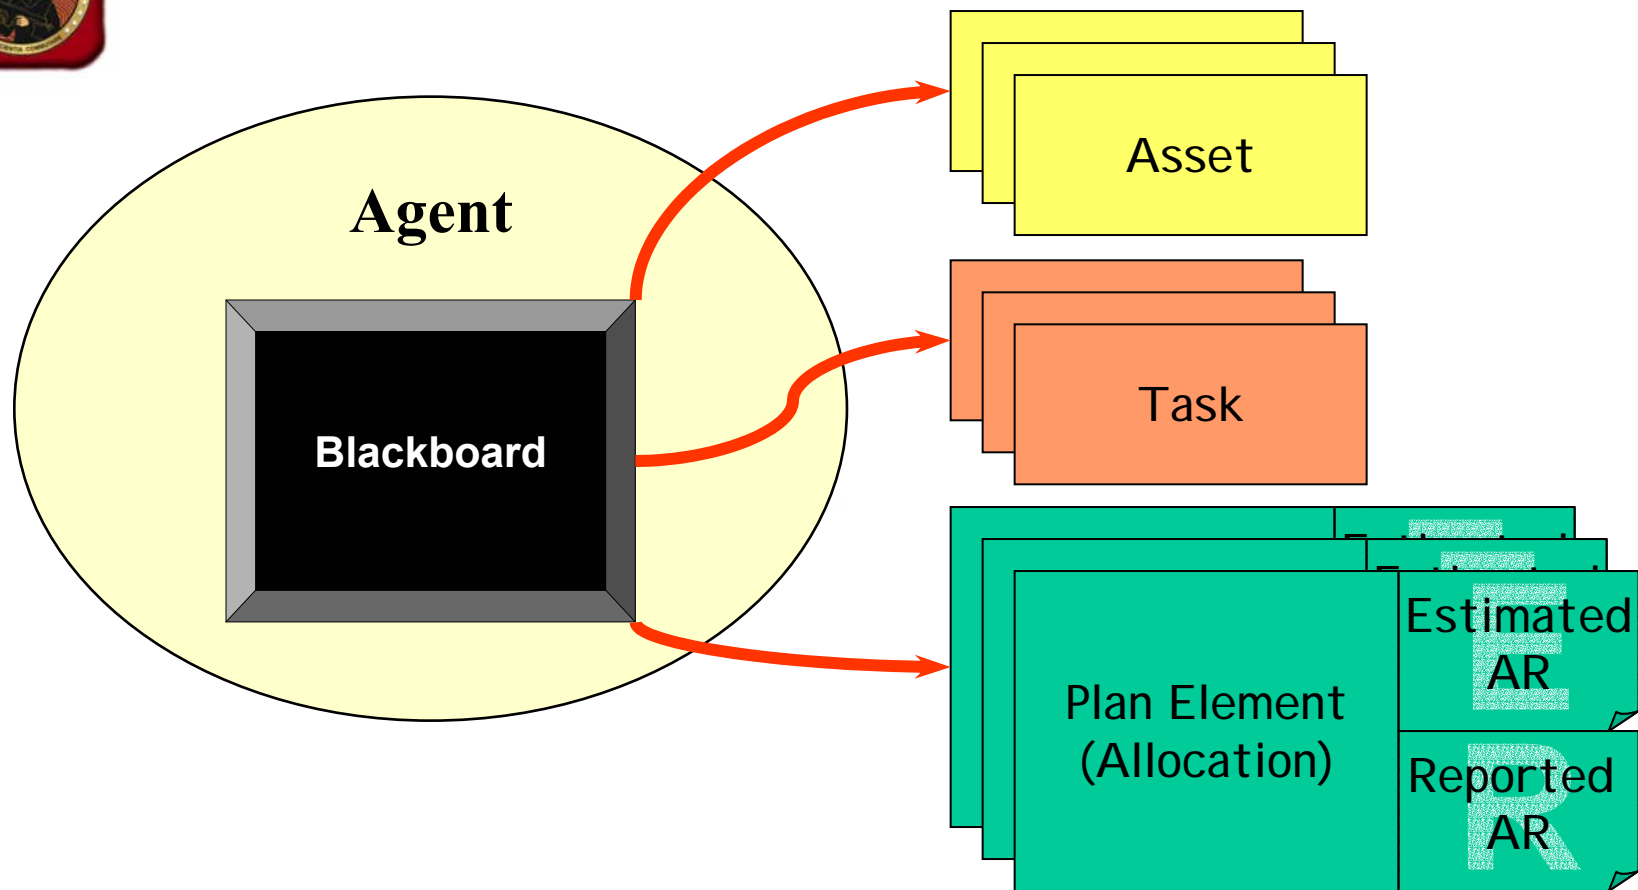 Agent
Blackboard
Asset
Task
Plan Element
(Allocation)
E
Estimated
AR
R
Reported
AR